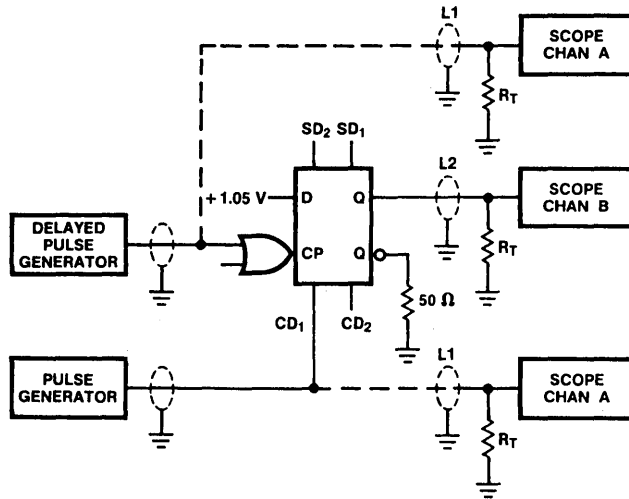 L1
SCOPE
CHAN A
RT
SD2 SD1
L2
+ 1.05 V
D
Q
SCOPE
CHAN B
DELAYED
PULSE
GENERATOR
CP
Q
RT
50 Ω
CD1
CD2
L1
PULSE
GENERATOR
SCOPE
CHAN A
RT